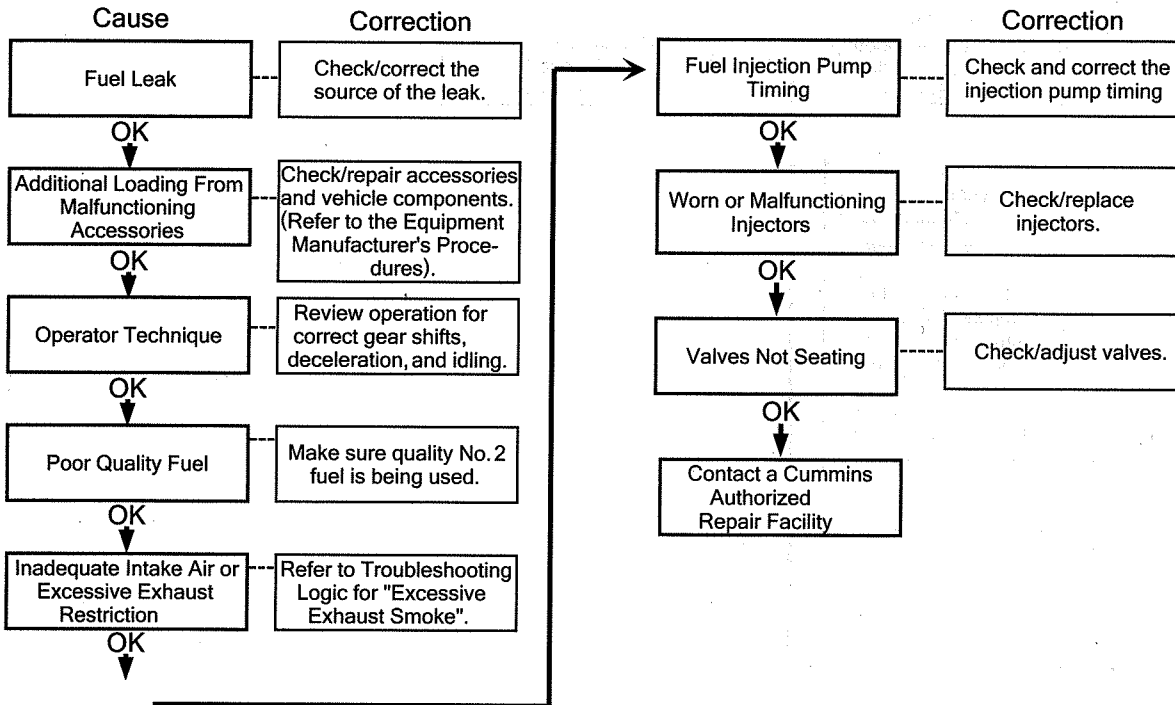 Cause
Correction
Fuel Leak
Check/correct the
source of the leak.
OK
Additional Loading From
Malfunctioning
Accessories
Check/repair accessories
and vehicle components.
(Refer to the Equipment
Manufacturer's Proce-
dures).
OK
Operator Technique
Review operation for
correct gear shifts,
deceleration, and idling.
OK
Poor Quality Fuel
Make sure quality No. 2
fuel is being used.
OK
Inadequate Intake Air or
Excessive Exhaust
Restriction
Refer to Troubleshooting
Logic for "Excessive
Exhaust Smoke".
OK
Correction
Fuel Injection Pump
Timing
Check and correct the
injection pump timing
OK
Worn or Malfunctioning
Injectors
Check/replace
injectors.
OK
Valves Not Seating
Check/adjust valves.
OK
Contact a Cummins
Authorized
Repair Facility